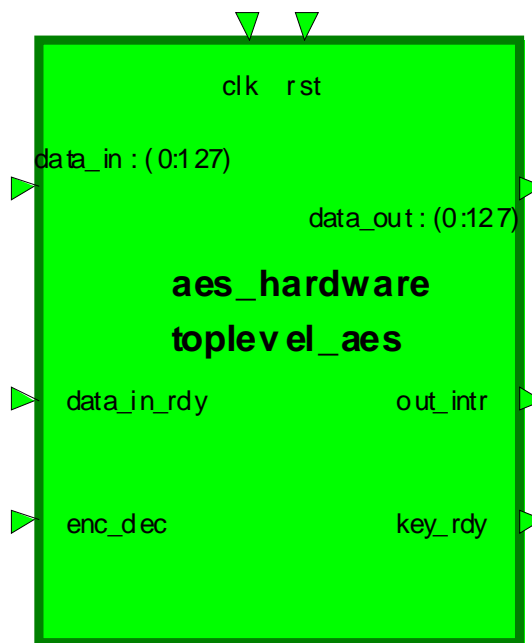 clk rst
data_in : (0:127)
data_out : (0:127)
aes_hardware
toplevel_aes
data_in_rdy out_intr
enc_dec key_rdy